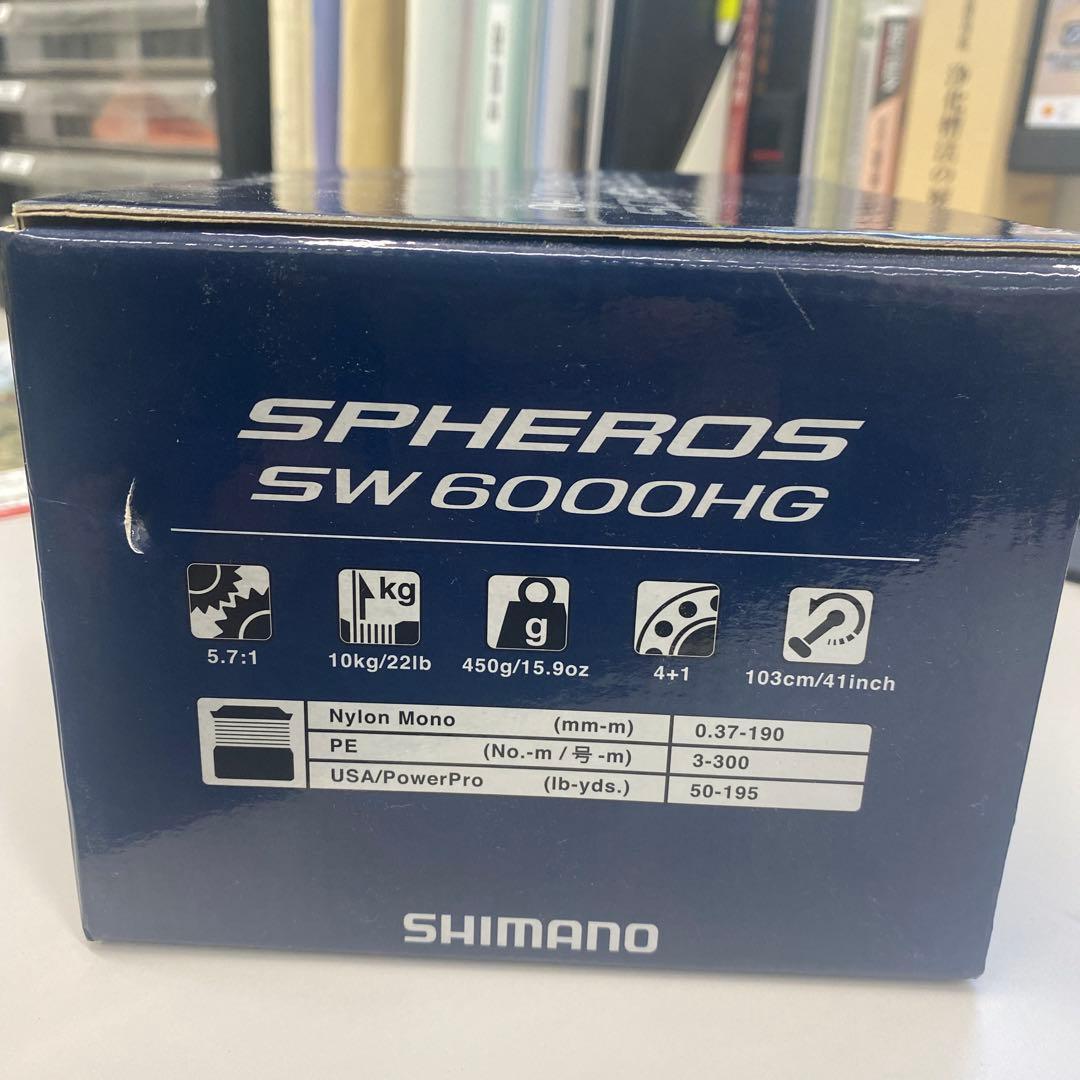 SPHEROS
SW 6000HG
kg
g
5.7:1
10kg/22lb
450g/15.9oz
4+1
103cm/41inch
Nylon Mono (mm-m) 0.37-190
PE (No.-m / 号 -m) 3-300
USA/PowerPro (lb-yds.) 50-195
SHIMANO